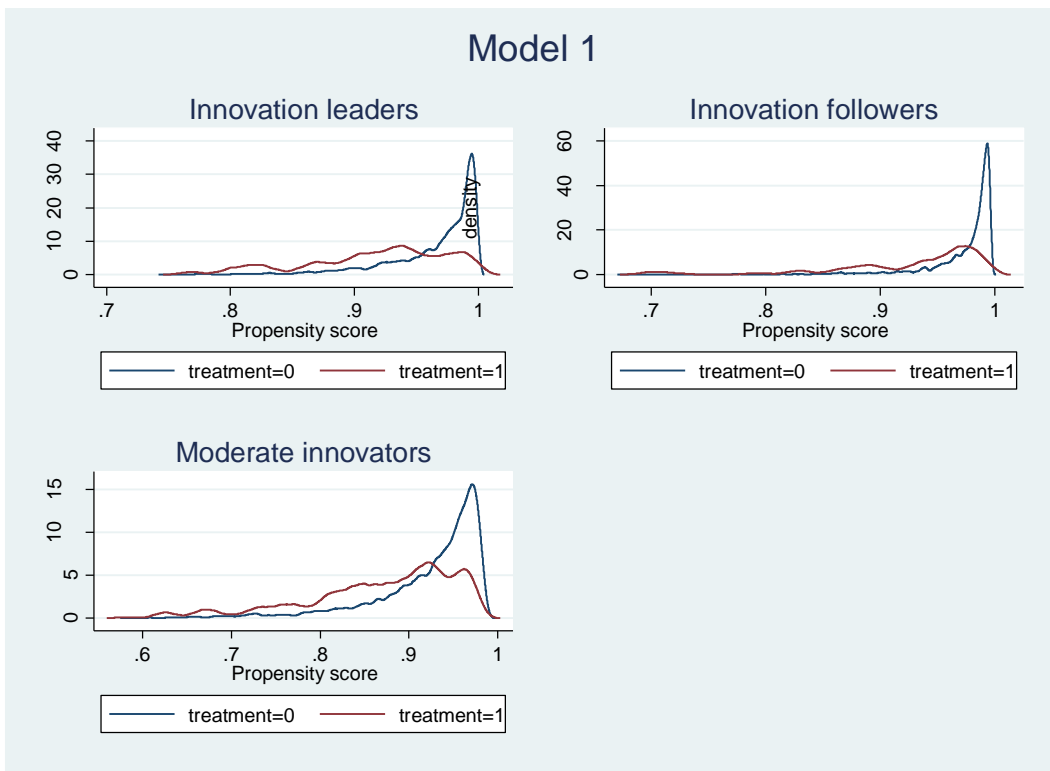 Model 1
Innovation leaders
40
30
20
10
0
density
.7 .8 .9 1
Propensity score
treatment=0 treatment=1
Innovation followers
60
40
20
0
.7 .8 .9 1
Propensity score
treatment=0 treatment=1
Moderate innovators
15
10
5
0
.6 .7 .8 .9 1
Propensity score
treatment=0 treatment=1